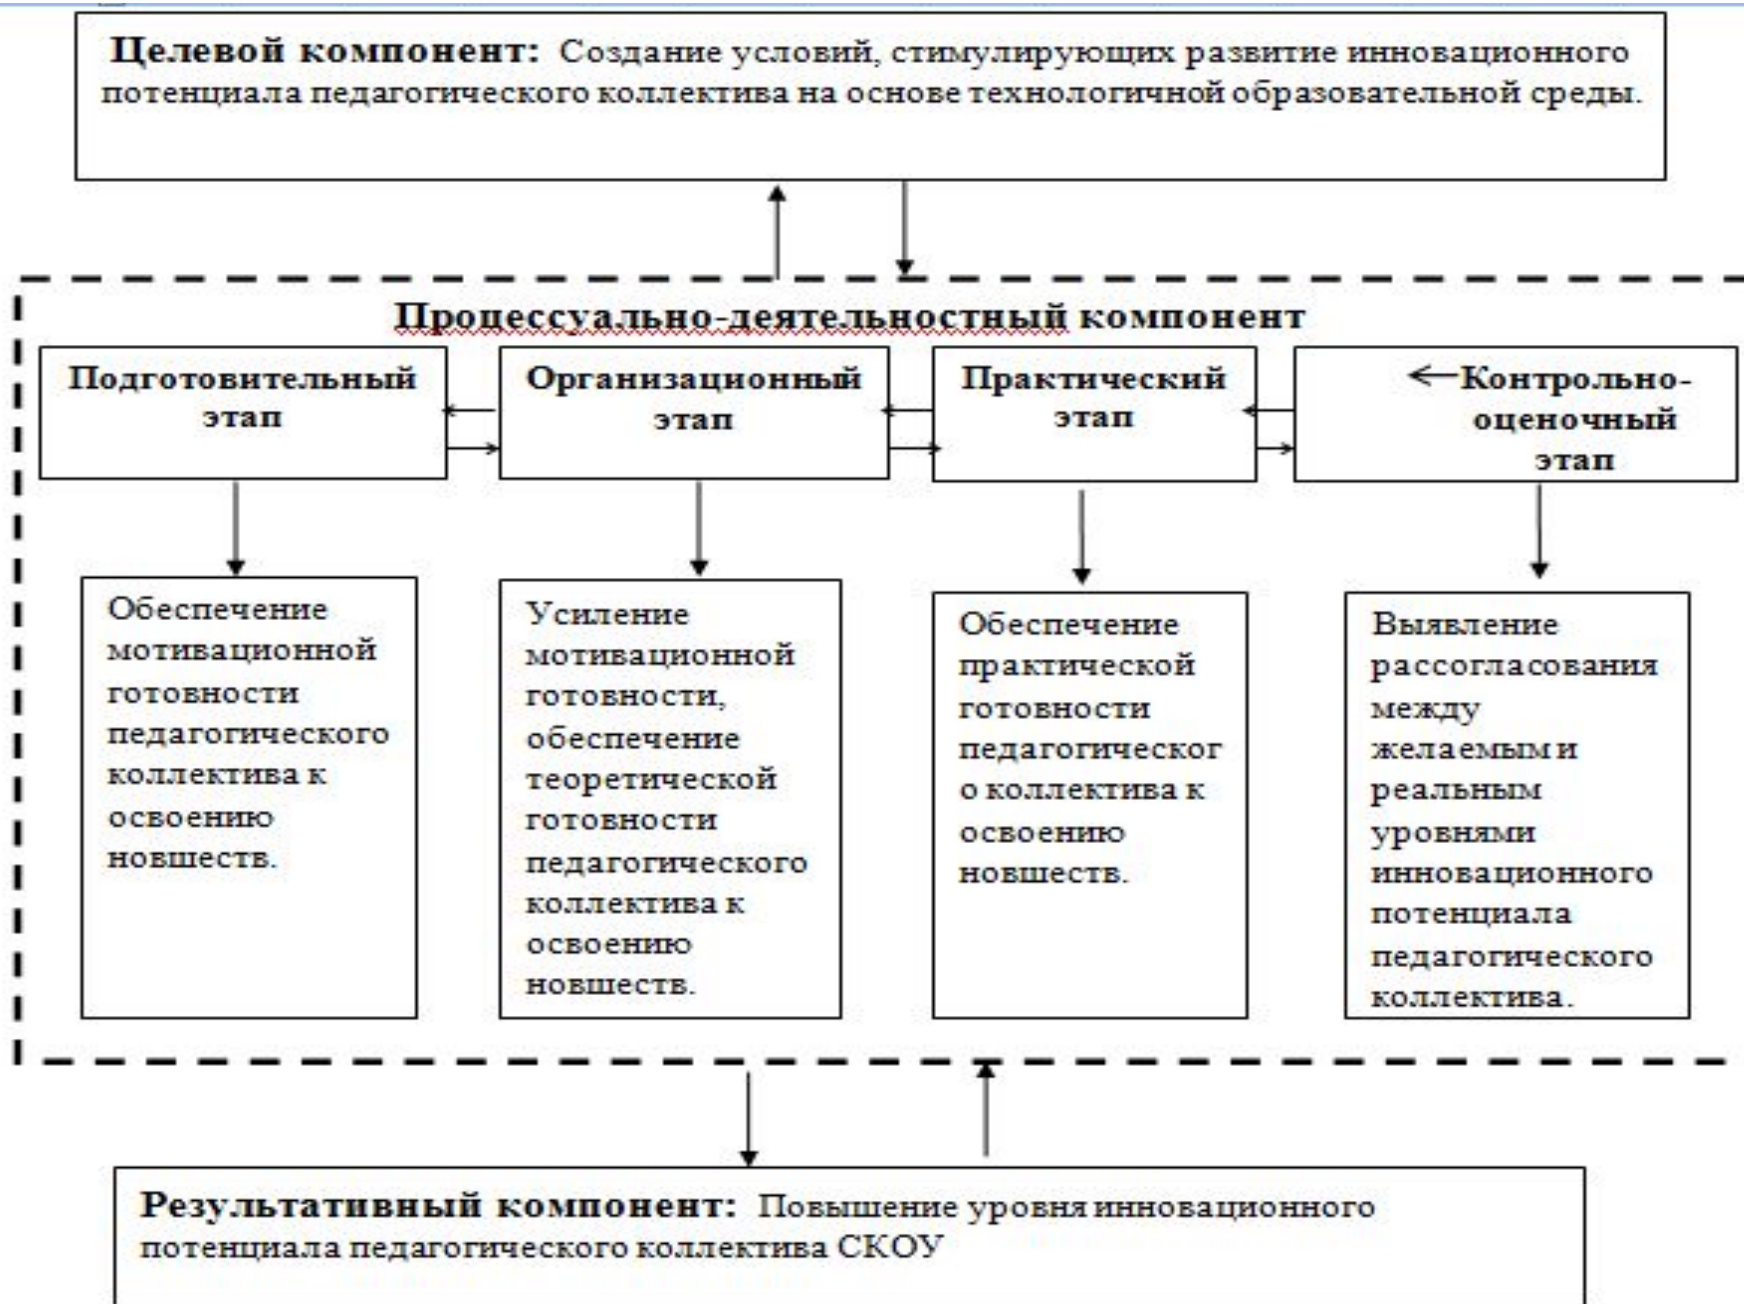 Целевой компонент: Создание условий, стимулирующих развитие инновационного
потенциала педагогического коллектива на основе технологичной образовательной среды.
Процессуально-деятельностный компонент
Подготовительный
этап
Организационный
этап
Практический
этап
Контрольно-
оценочный
этап
Обеспечение
мотивационной
готовности
педагогического
коллектива к
освоению
новшеств.
Усиление
мотивационной
готовности,
обеспечение
теоретической
готовности
педагогического
коллектива к
освоению
новшеств.
Обеспечение
практической
готовности
педагогическог
о коллектива к
освоению
новшеств.
Выявление
рассогласования
между
желаемым и
реальным
уровнями
инновационного
потенциала
педагогического
коллектива.
Результативный компонент: Повышение уровня инновационного
потенциала педагогического коллектива СКОУ